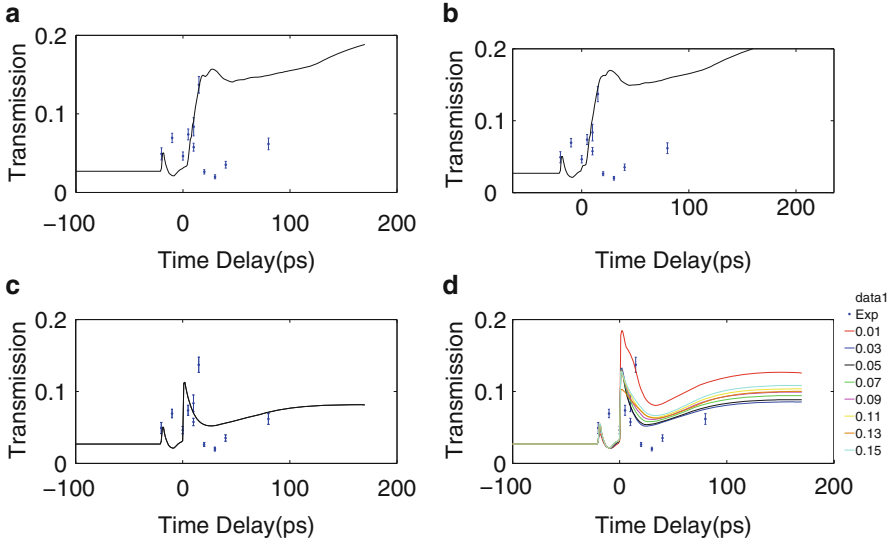 a
Transmission
0.2
0.1
0
−100 0 100 200
Time Delay(ps)
b
Transmission
0.2
0.1
0
0 100 200
Time Delay(ps)
c
Transmission
0.2
0.1
0
−100 0 100 200
Time Delay(ps)
d
Transmission
0.2
0.1
0
−100 0 100 200
Time Delay(ps)
data1
Exp
0.01
0.03
0.05
0.07
0.09
0.11
0.13
0.15